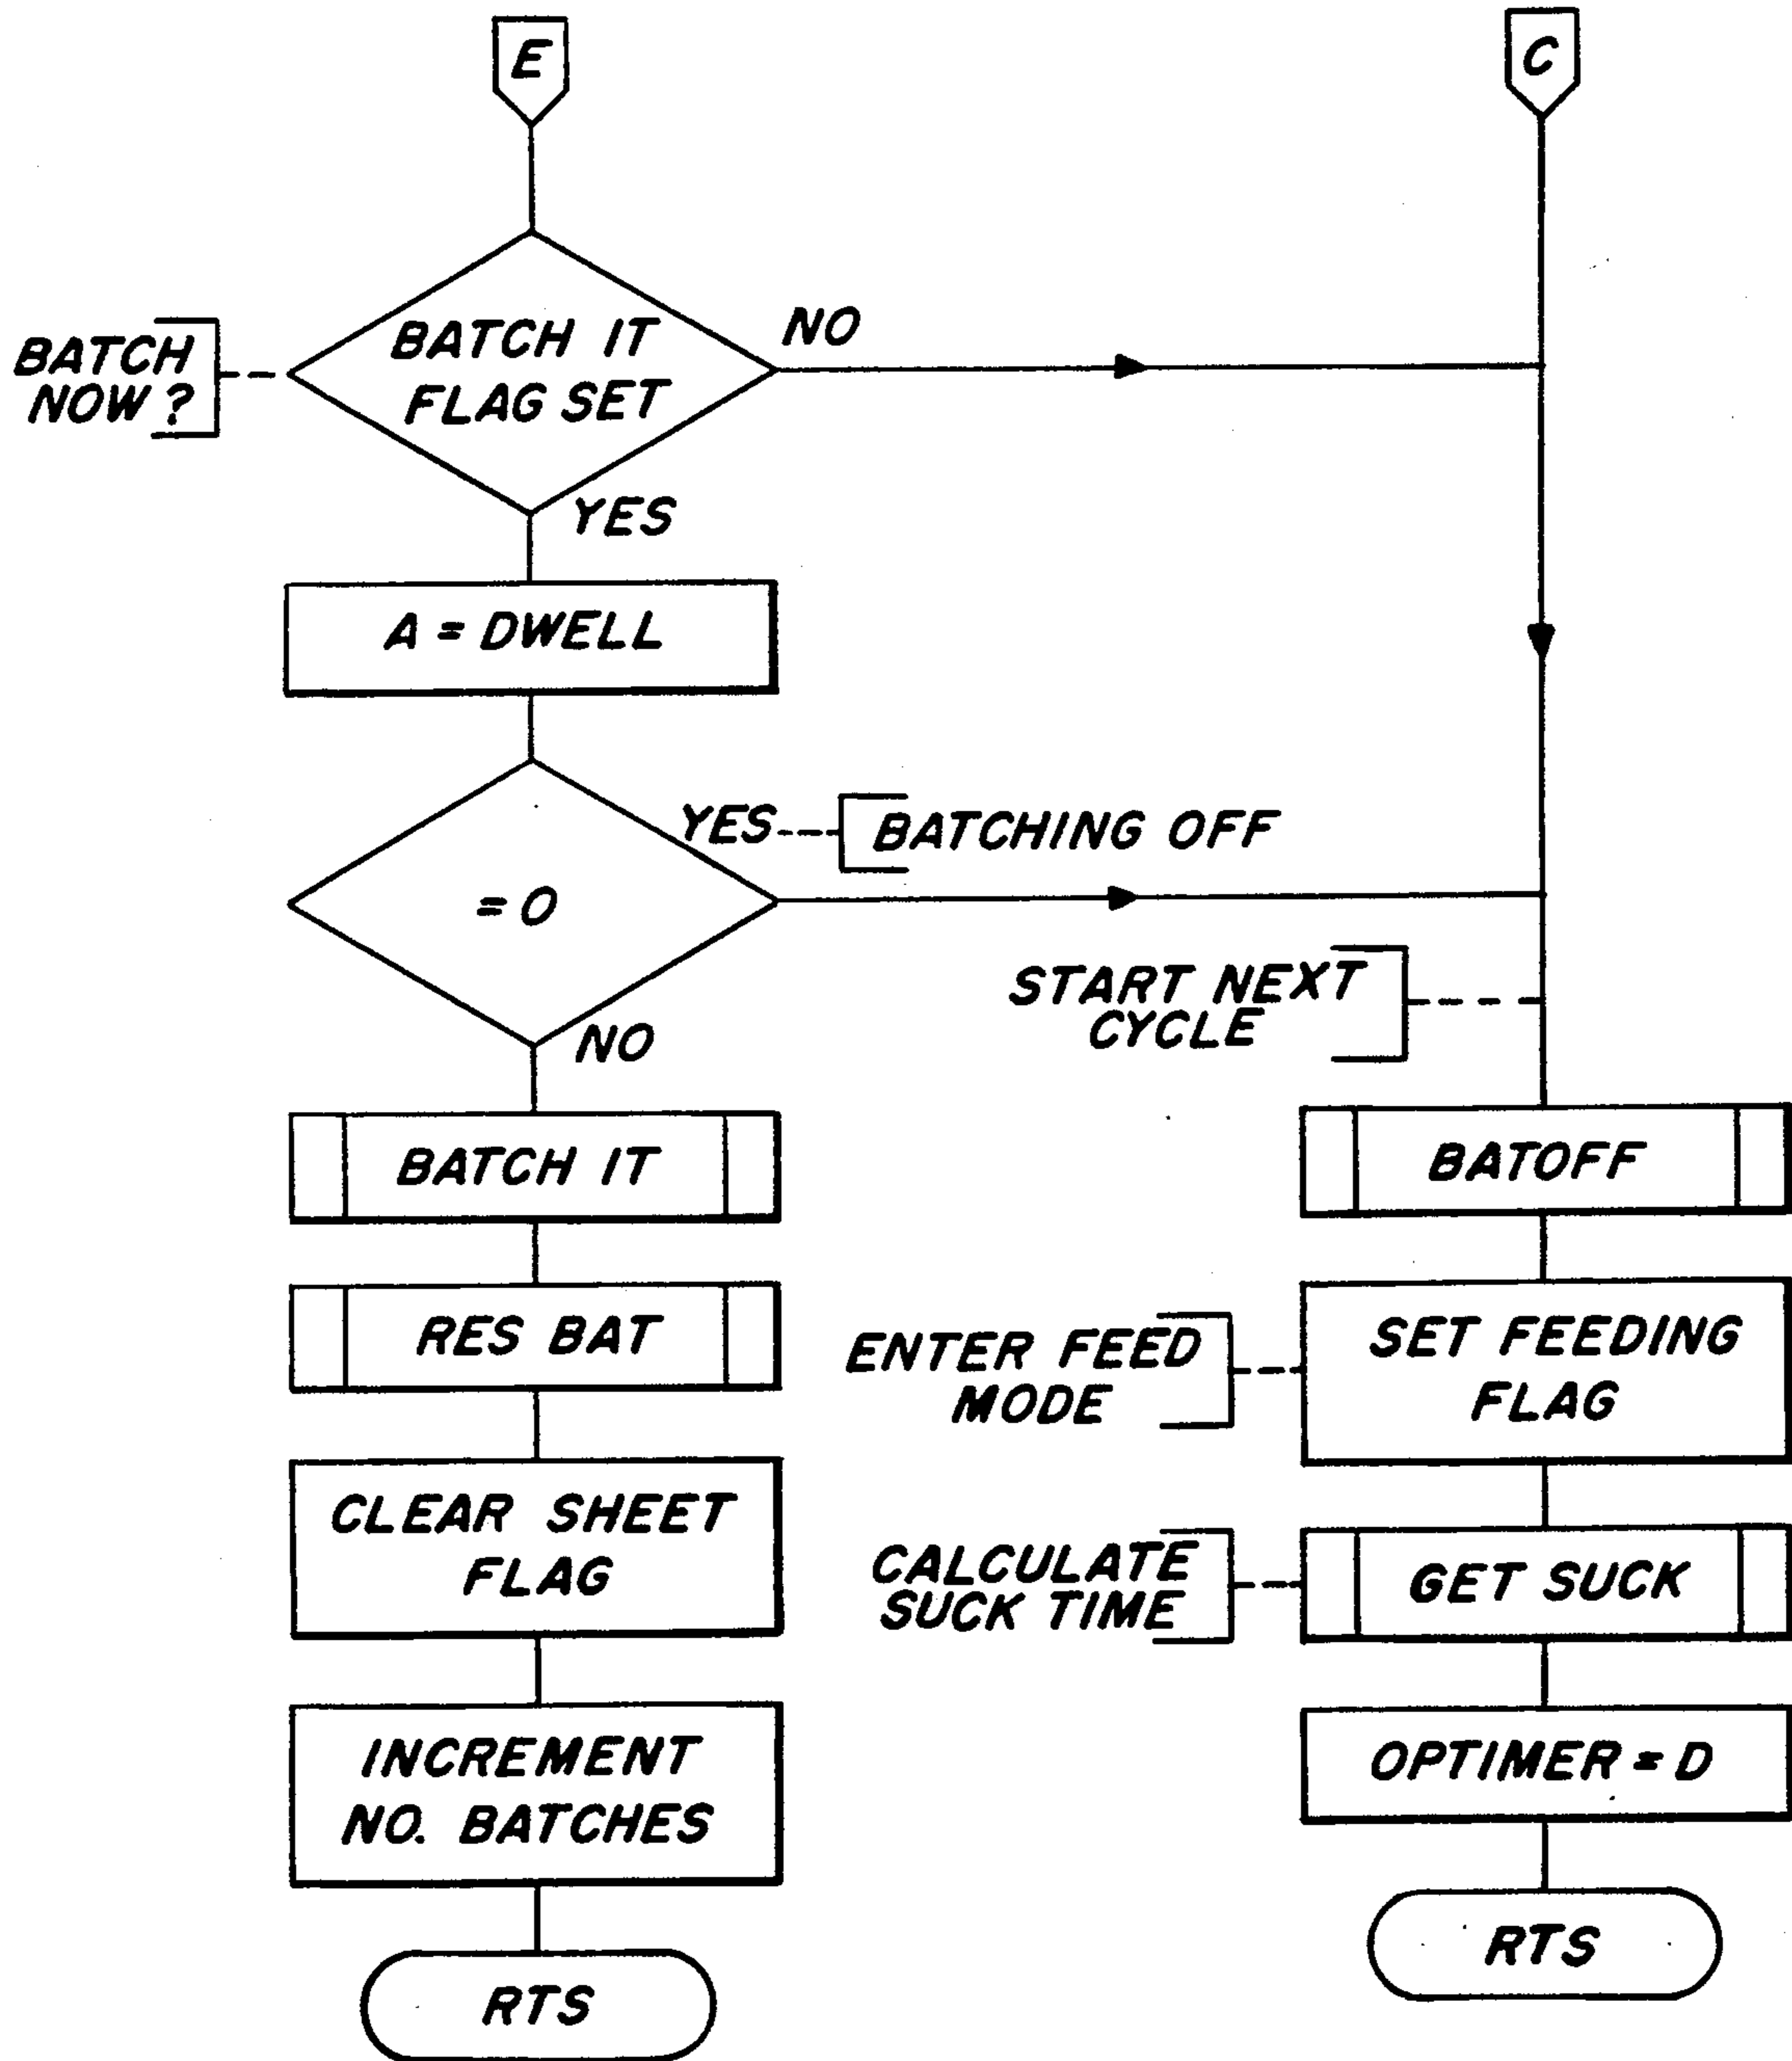 E
C
BATCH
NOW?
BATCH IT
FLAG SET
NO
YES
A = DWELL
YES
BATCHING OFF
= 0
NO
START NEXT
CYCLE
BATCH IT
BATOFF
RES BAT
ENTER FEED
MODE
SET FEEDING
FLAG
CLEAR SHEET
FLAG
CALCULATE
SUCK TIME
GET SUCK
INCREMENT
NO. BATCHES
OPTIMER = D
RTS
RTS